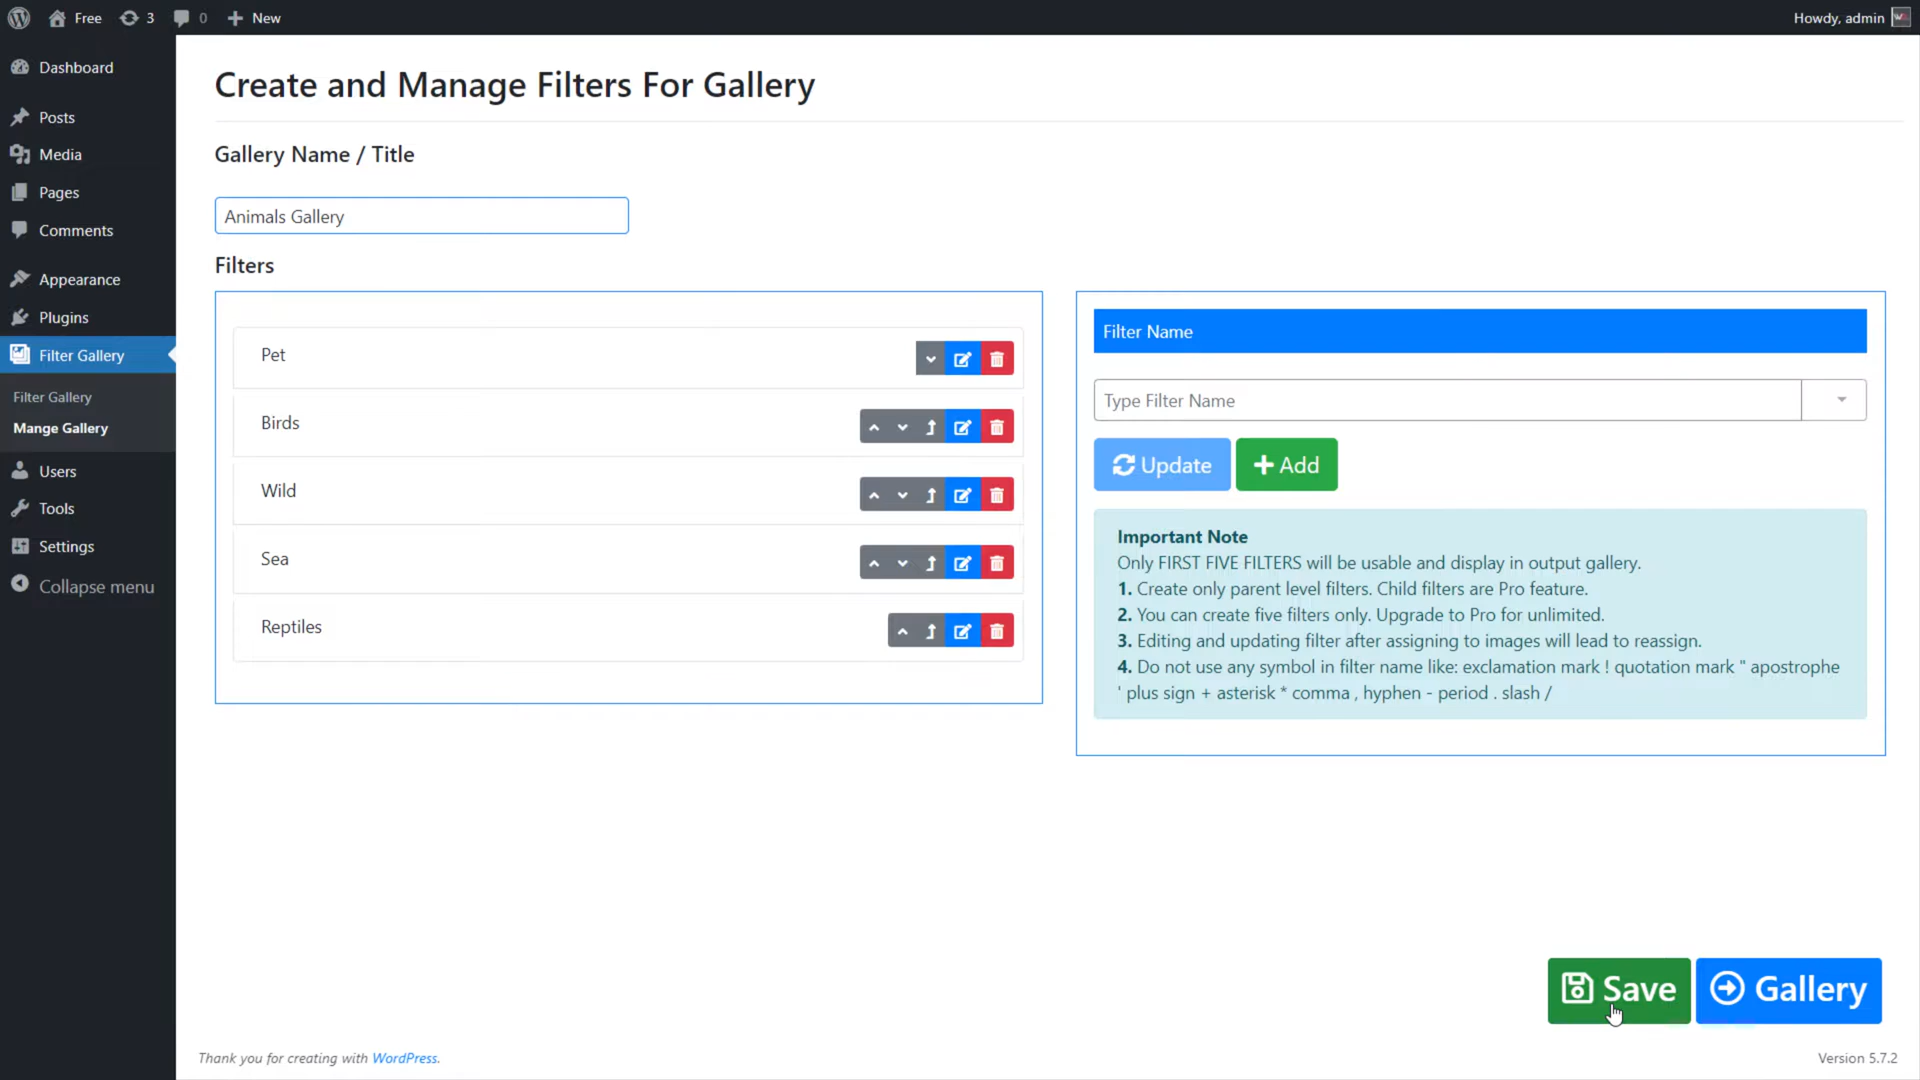 Free
3
0
New
Howdy, admin
Dashboard
Posts
Media
Pages
Comments
Appearance
Plugins
Filter Gallery
Filter Gallery
Mange Gallery
Users
Tools
Settings
Collapse menu
Create and Manage Filters For Gallery
Gallery Name / Title
Animals Gallery
Filters
Pet
Birds
Wild
Sea
Reptiles
Filter Name
Type Filter Name
Update
Add
Important Note
Only FIRST FIVE FILTERS will be usable and display in output gallery.
1. Create only parent level filters. Child filters are Pro feature.
2. You can create five filters only. Upgrade to Pro for unlimited.
3. Editing and updating filter after assigning to images will lead to reassign.
4. Do not use any symbol in filter name like: exclamation mark ! quotation mark " apostrophe
' plus sign + asterisk * comma , hyphen - period . slash /
Save
Gallery
Thank you for creating with WordPress.
Version 5.7.2